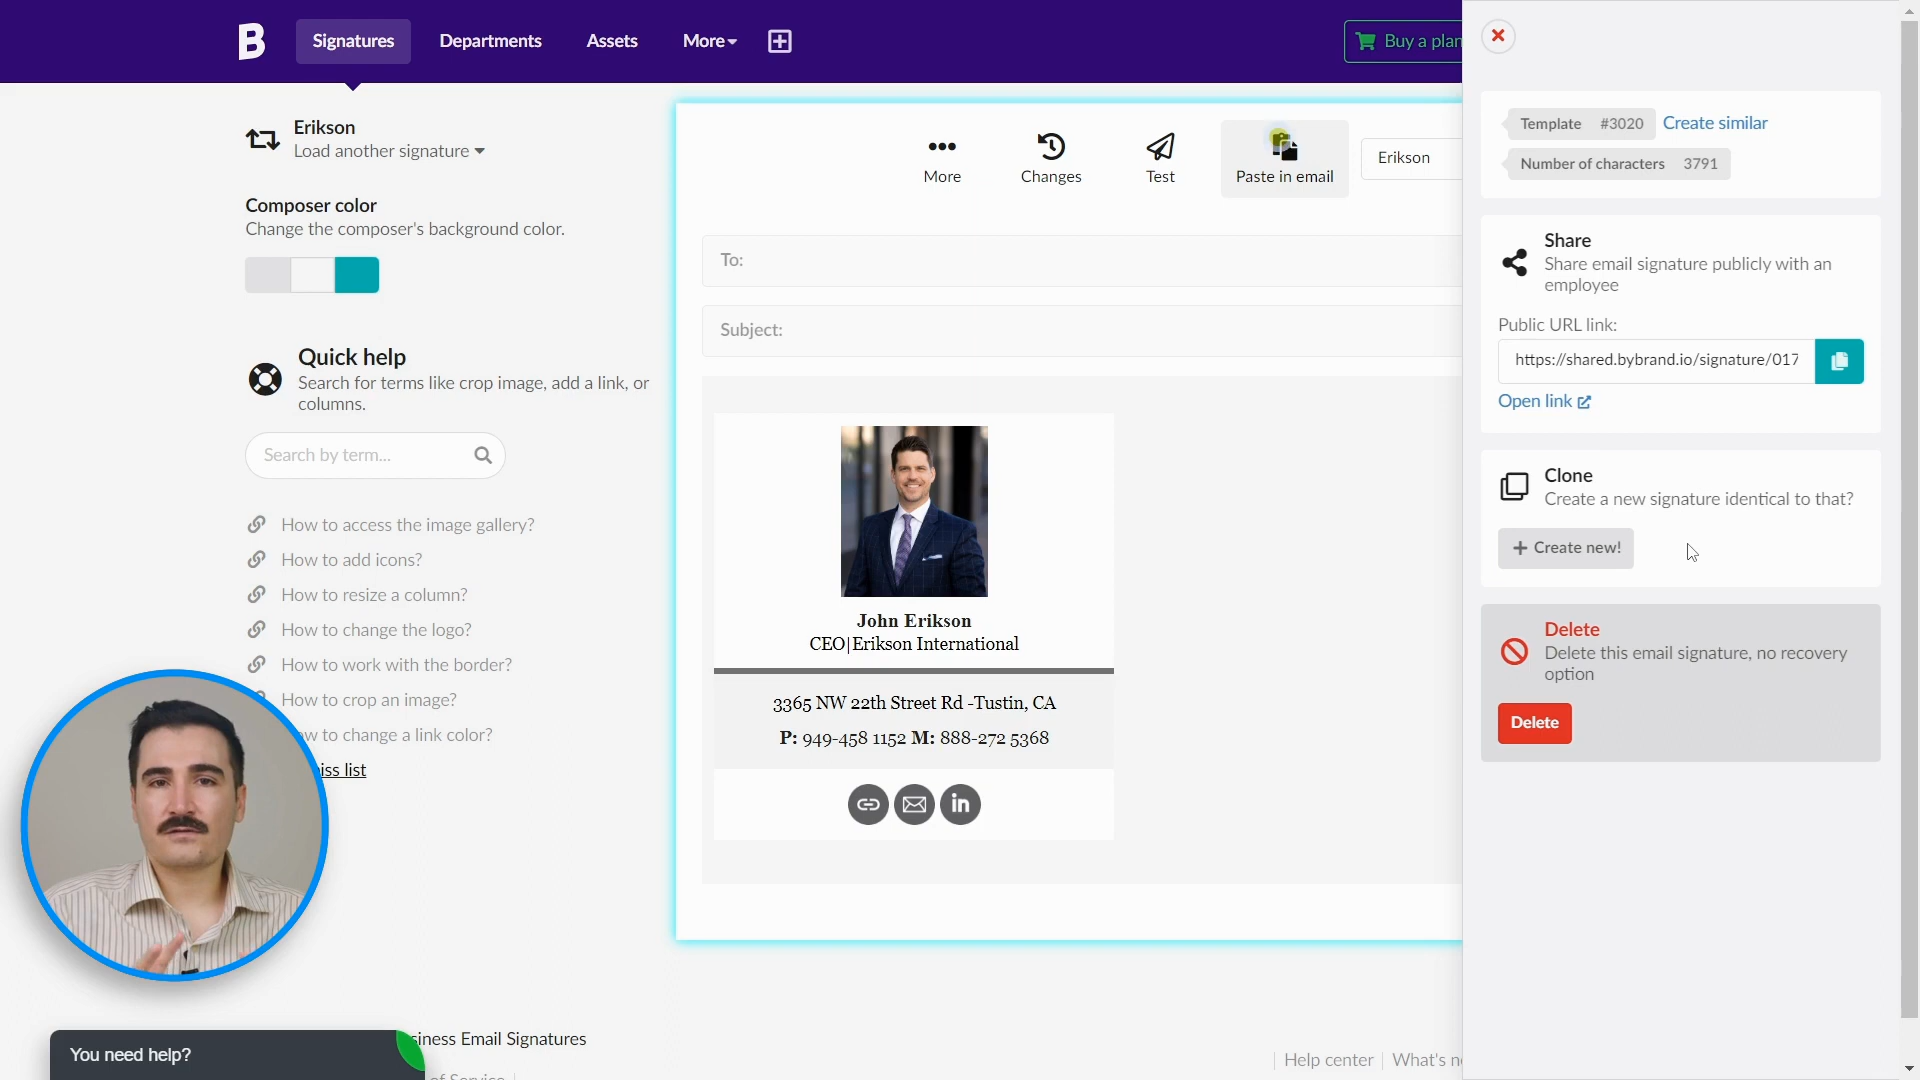 B
Signatures
Departments
Assets
More
Buy a plan
Erikson
Load another signature
Composer color
Change the composer's background color.
Quick help
Search for terms like crop image, add a link, or
columns.
Search by term...
How to access the image gallery?
How to add icons?
How to resize a column?
How to change the logo?
How to work with the border?
How to crop an image?
to change a link color?
list
More
Changes
Test
Paste in email
Erikson
To:
Subject:
John Erikson
CEO|Erikson International
3365 NW 22th Street Rd -Tustin, CA
P: 949-458 1152 M: 888-272 5368
in
Template #3020 Create similar
Number of characters 3791
Share
Share email signature publicly with an
employee
Public URL link:
https://shared.bybrand.io/signature/017
Open link
Clone
Create a new signature identical to that?
+ Create new!
Delete
Delete this email signature, no recovery
option
Delete
You need help?
siness Email Signatures
Help center
What's n